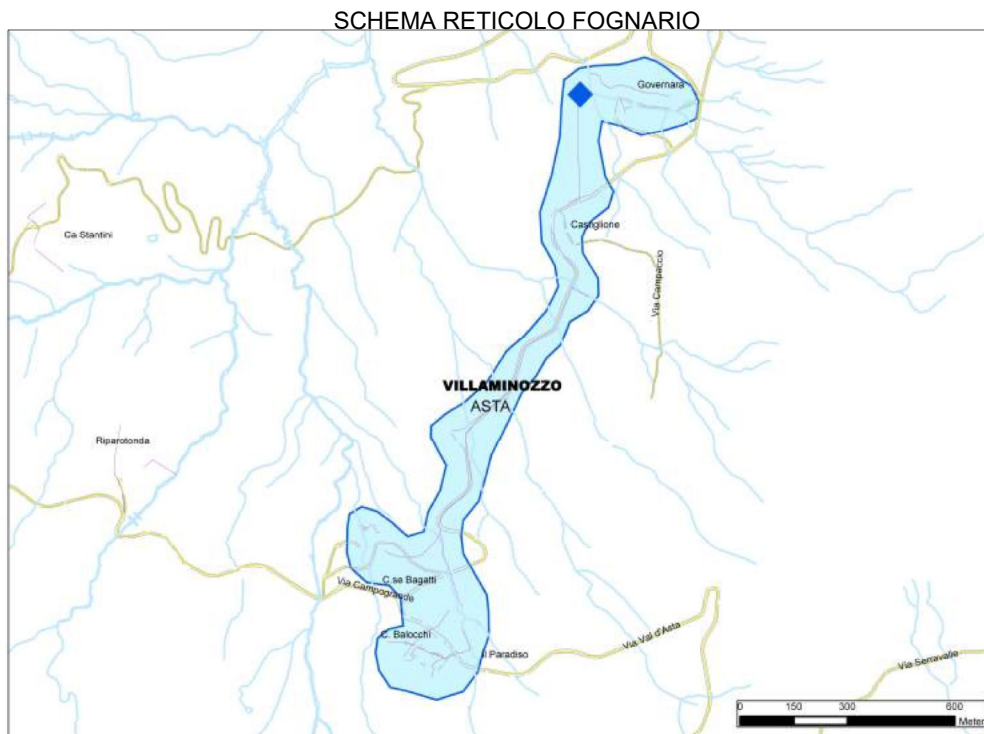 SCHEMA RETICOLO FOGNARIO
Governara
Castiglione
Ca Stantini
Via Campaccio
VILLAMINOZZO
ASTA
Riparotonda
C.se Bagatti
Via Campogrande
C. Balocchi
Il Paradiso
Via Val d'Asta
Via Serravalle
0 150 300 600
Meter